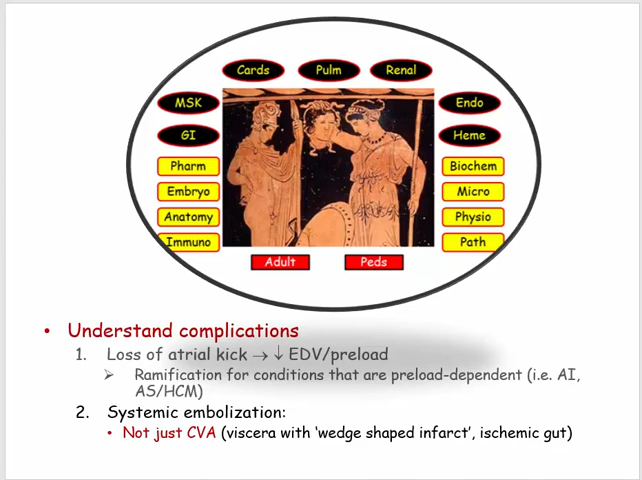 Cards
Pulm
Renal
MSK
Endo
GI
Heme
Pharm
Biochem
Embryo
Micro
Anatomy
Physio
Immuno
Path
Adult
Peds
• Understand complications
1. Loss of atrial kick → ↓ EDV/preload
➢ Ramification for conditions that are preload-dependent (i.e. AI,
AS/HCM)
2. Systemic embolization:
• Not just CVA (viscera with ‘wedge shaped infarct’, ischemic gut)